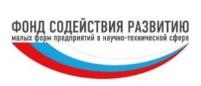 ФОНД СОДЕЙСТВИЯ РАЗВИТИЮ
малых форм предприятий в научно-технической сфере